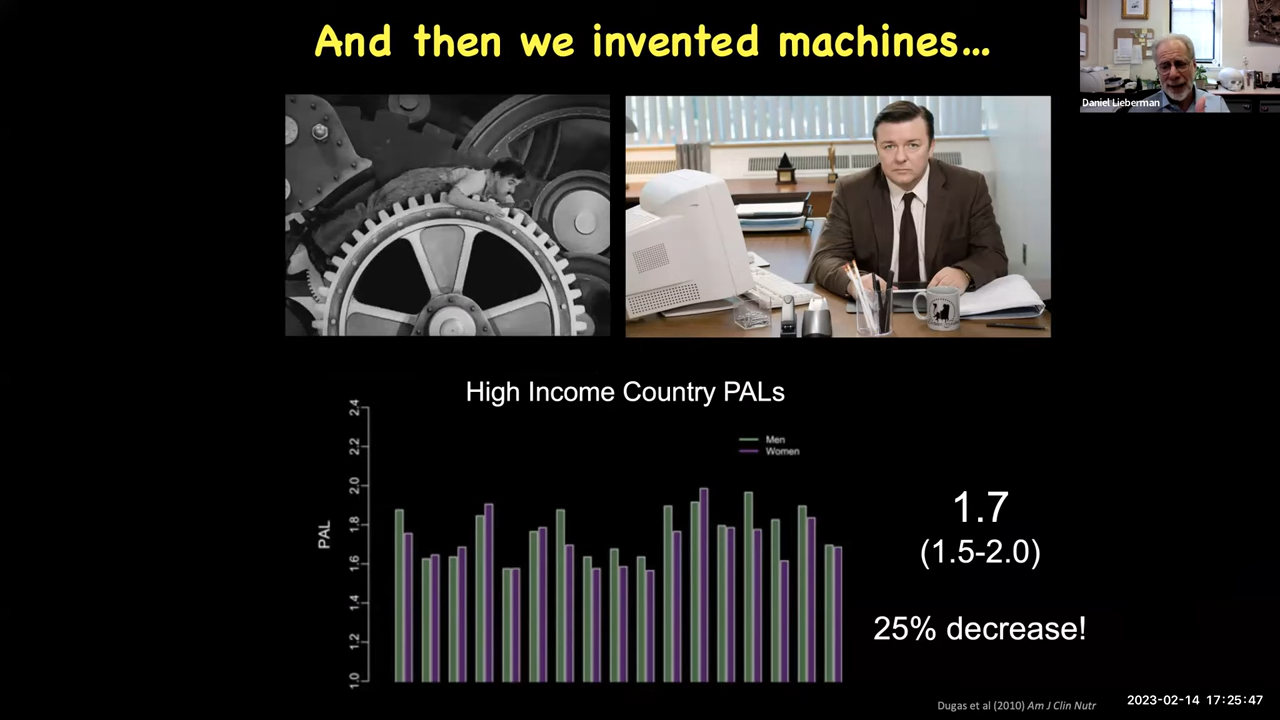 And then we invented machines...
Daniel Lieberman
High Income Country PALs
Men
Women
PAL
2.4
2.2
2.0
1.8
1.6
1.4
1.2
1.0
1.7
(1.5-2.0)
25% decrease!
Dugas et al (2010) Am J Clin Nutr
2023-02-14 17:25:47